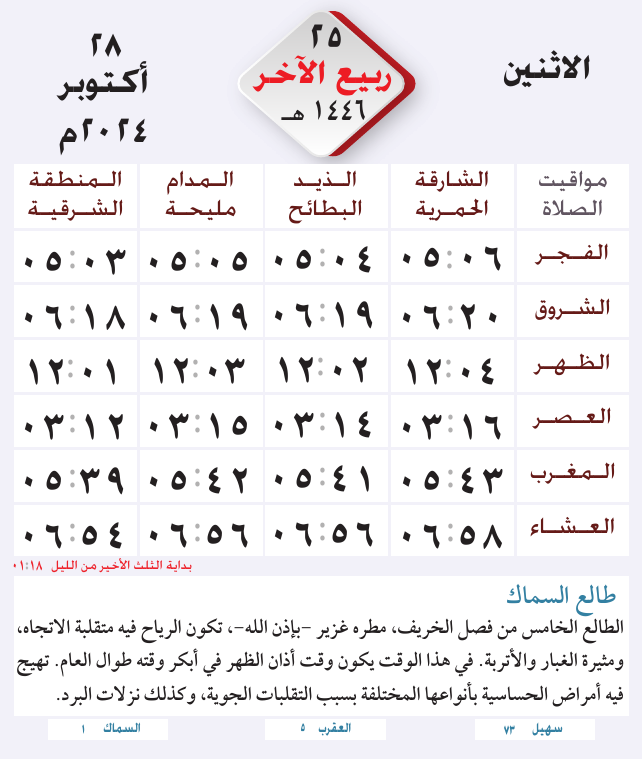 الاثنين
٢٥
ربيع الآخر
١٤٤٦ هـ
٢٨
أكتوبر
٢٠٢٤م
مواقيت الصلاة | الشارقة الحمرية | الذيد البطائح | المدام مليحة | المنطقة الشرقية
الفجر ٠٥:٠٦ ٠٥:٠٤ ٠٥:٠٥ ٠٥:٠٣
الشروق ٠٦:٢٠ ٠٦:١٩ ٠٦:١٩ ٠٦:١٨
الظهر ١٢:٠٤ ١٢:٠٢ ١٢:٠٣ ١٢:٠١
العصر ٠٣:١٦ ٠٣:١٤ ٠٣:١٥ ٠٣:١٢
المغرب ٠٥:٤٣ ٠٥:٤١ ٠٥:٤٢ ٠٥:٣٩
العشاء ٠٦:٥٨ ٠٦:٥٦ ٠٦:٥٦ ٠٦:٥٤
بداية الثلث الأخير من الليل ٠١:١٨
طالع السماك
الطالع الخامس من فصل الخريف، مطره غزير -بإذن الله-، تكون الرياح فيه متقلبة الاتجاه،
ومثيرة الغبار والأتربة. في هذا الوقت يكون وقت أذان الظهر في أبكر وقته طوال العام. تهيج
فيه أمراض الحساسية بأنواعها المختلفة بسبب التقلبات الجوية، وكذلك نزلات البرد.
سهيل ٧٣ العقرب ٥ السماك ١